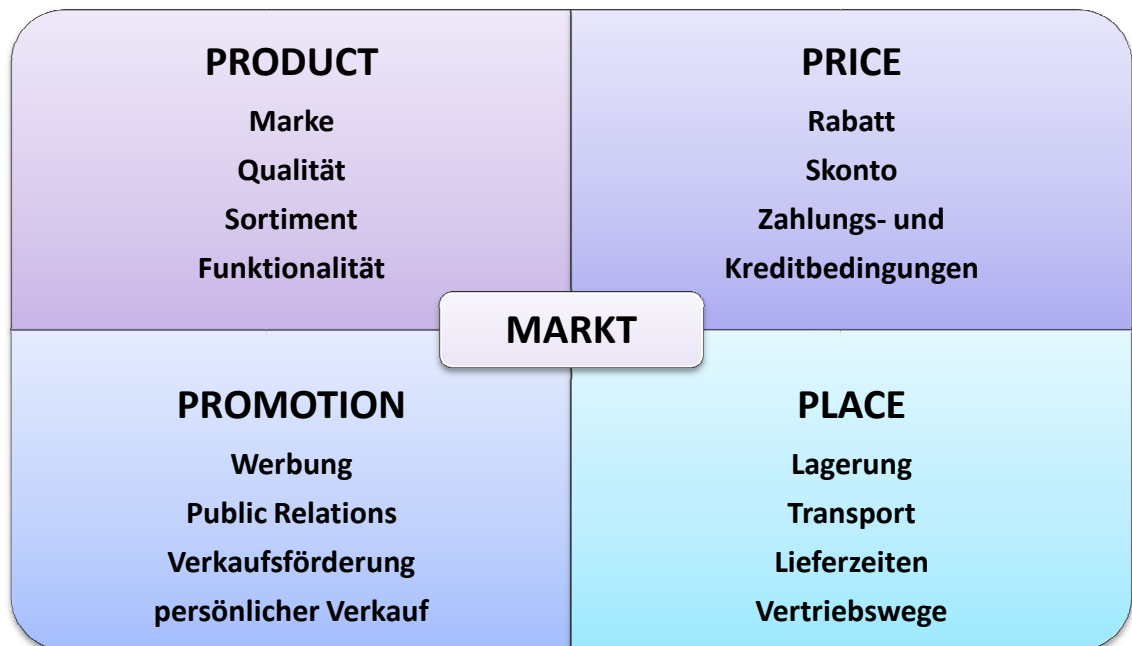 PRODUCT
Marke
Qualität
Sortiment
Funktionalität
PRICE
Rabatt
Skonto
Zahlungs- und
Kreditbedingungen
MARKT
PROMOTION
Werbung
Public Relations
Verkaufsförderung
persönlicher Verkauf
PLACE
Lagerung
Transport
Lieferzeiten
Vertriebswege